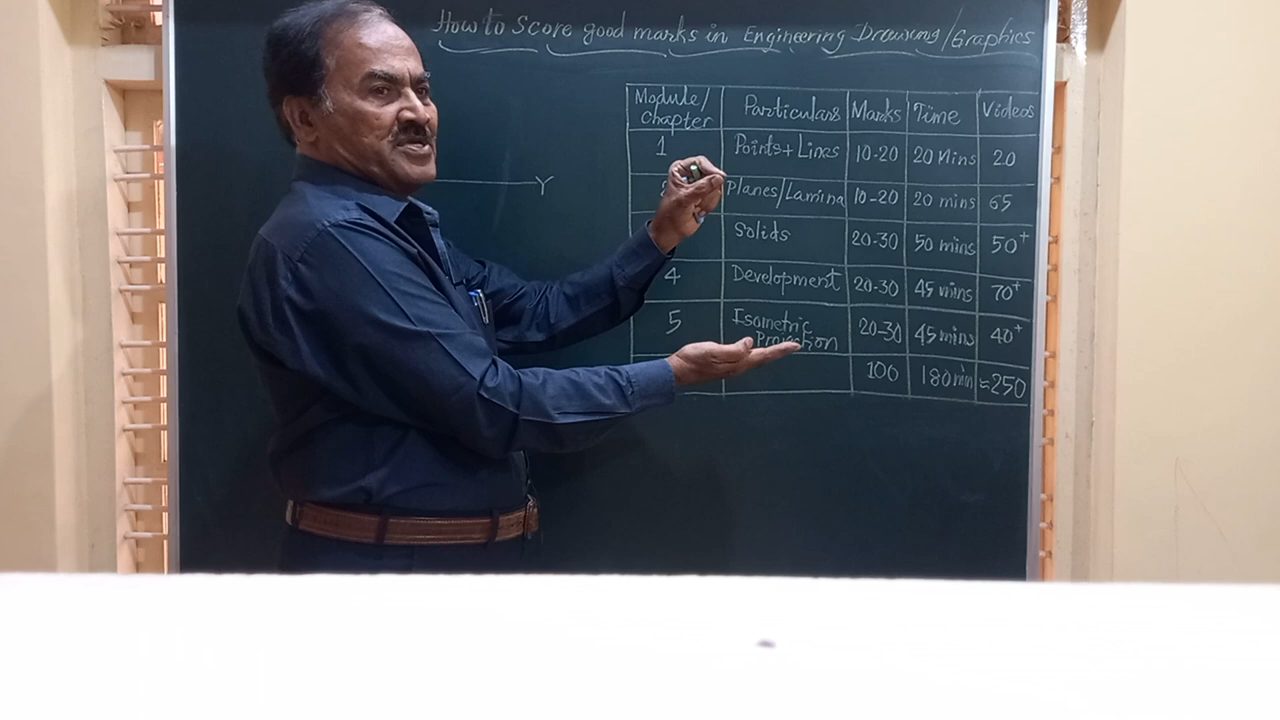 How to Score good marks in Engineering Drawing/Graphics
Module/ Particulars Marks Time Videos
Chapter
1 Points+Lines 10-20 20 Mins 20
Planes/Lamina 10-20 20 mins 65
Solids 20-30 50 mins 50+
4 Development 20-30 45 mins 70+
5 Isometric 20-30 45 mins 40+
Projection
100 180 min ≈250
Y